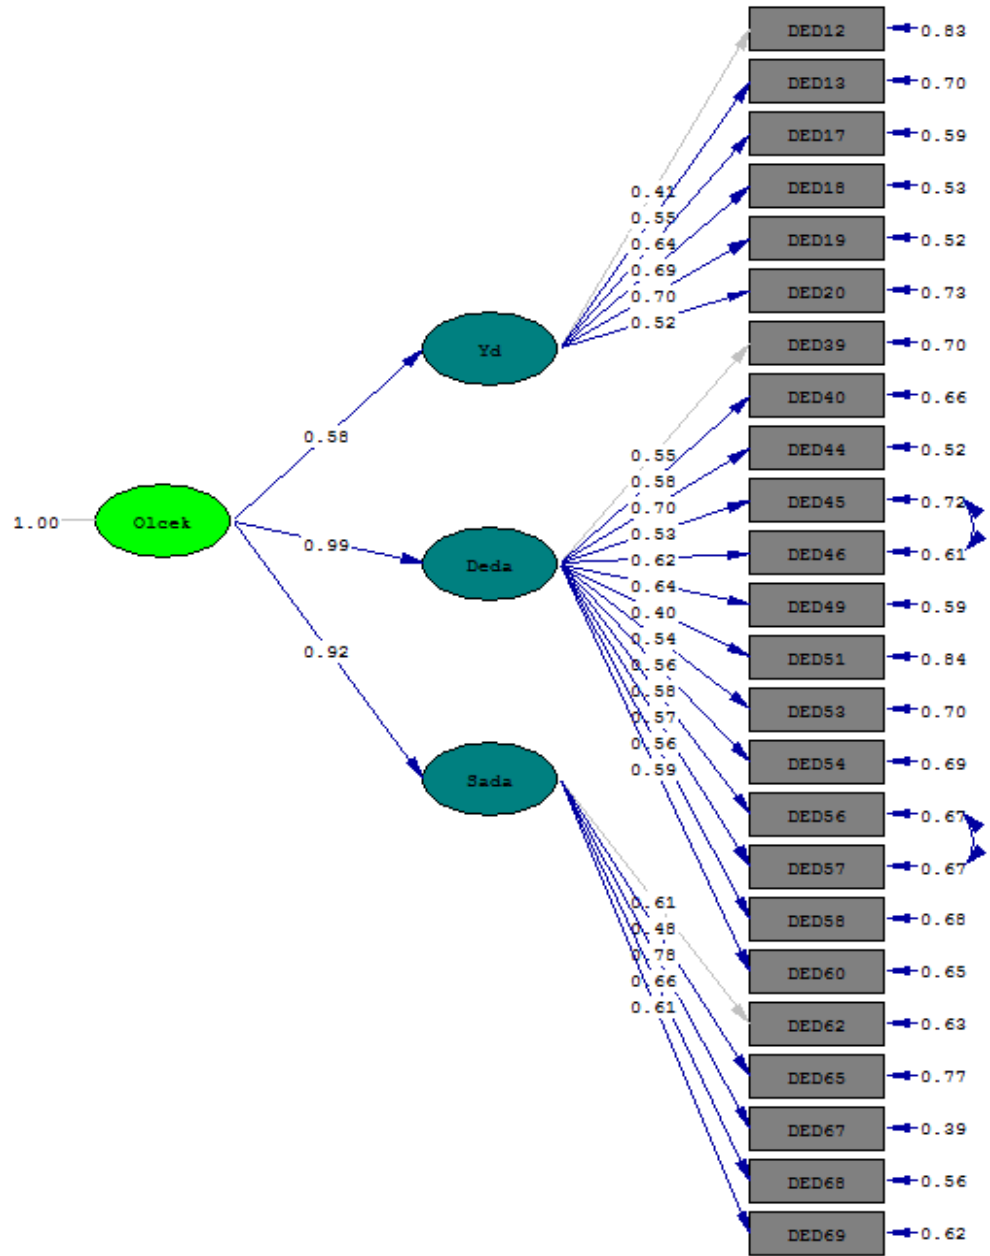 DED12 0.83
DED13 0.70
DED17 0.59
DED18 0.53
0.41
0.55
DED19 0.52
0.64
0.69
DED20 0.73
0.70
0.52
Yd
DED39 0.70
DED40 0.66
0.58
DED44 0.52
0.55
0.58
DED45 0.72
0.70
1.00 Olcek
0.53
0.99
DED46 0.61
0.62
Deda
0.64
DED49 0.59
0.40
0.92
DED51 0.84
0.54
0.56
0.58
DED53 0.70
0.57
0.56
DED54 0.69
0.59
Sada
DED56 0.67
DED57 0.67
0.61
DED58 0.68
0.48
0.78
DED60 0.65
0.66
0.61
DED62 0.63
DED65 0.77
DED67 0.39
DED68 0.56
DED69 0.62